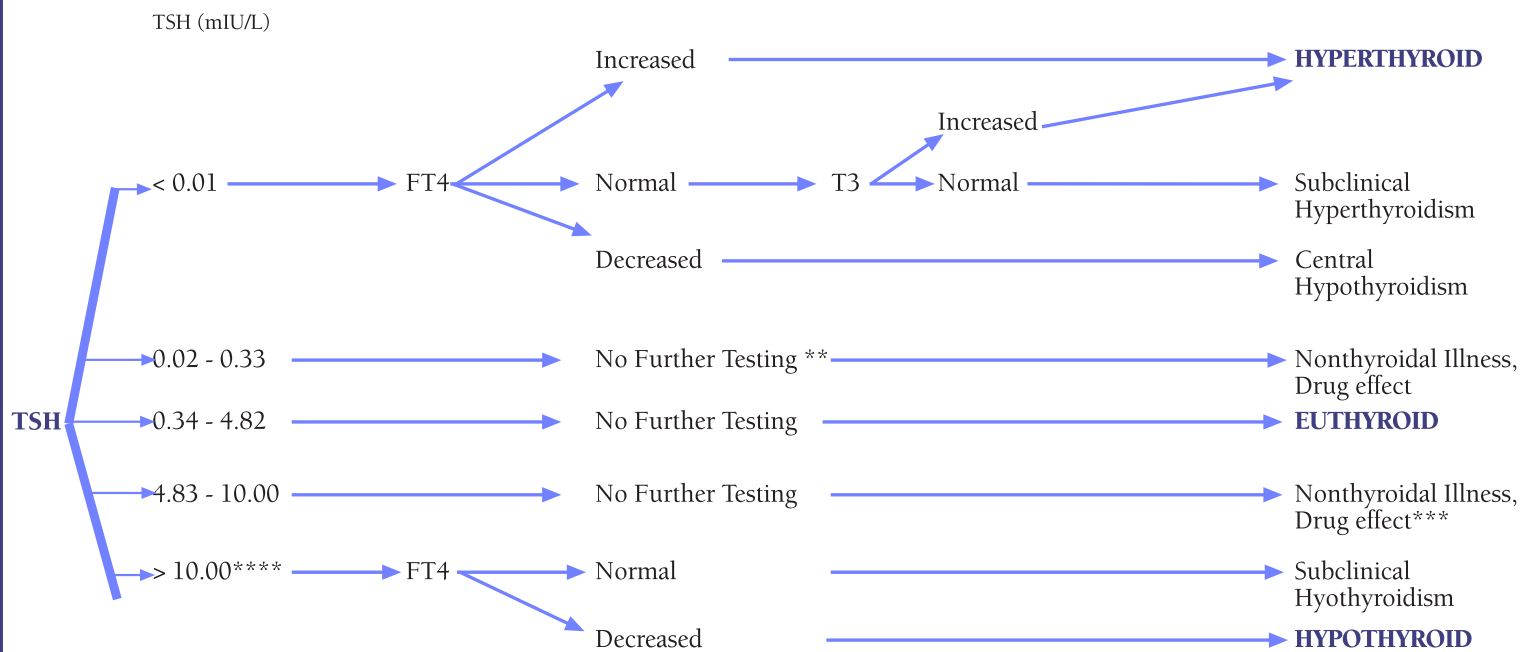 TSH (mIU/L)
Increased
HYPERTHYROID
Increased
< 0.01
FT4
Normal
T3
Normal
Subclinical
Hyperthyroidism
Decreased
Central
Hypothyroidism
0.02 - 0.33
No Further Testing **
Nonthyroidal Illness,
Drug effect
TSH
0.34 - 4.82
No Further Testing
EUTHYROID
4.83 - 10.00
No Further Testing
Nonthyroidal Illness,
Drug effect***
> 10.00****
FT4
Normal
Subclinical
Hyothyroidism
Decreased
HYPOTHYROID